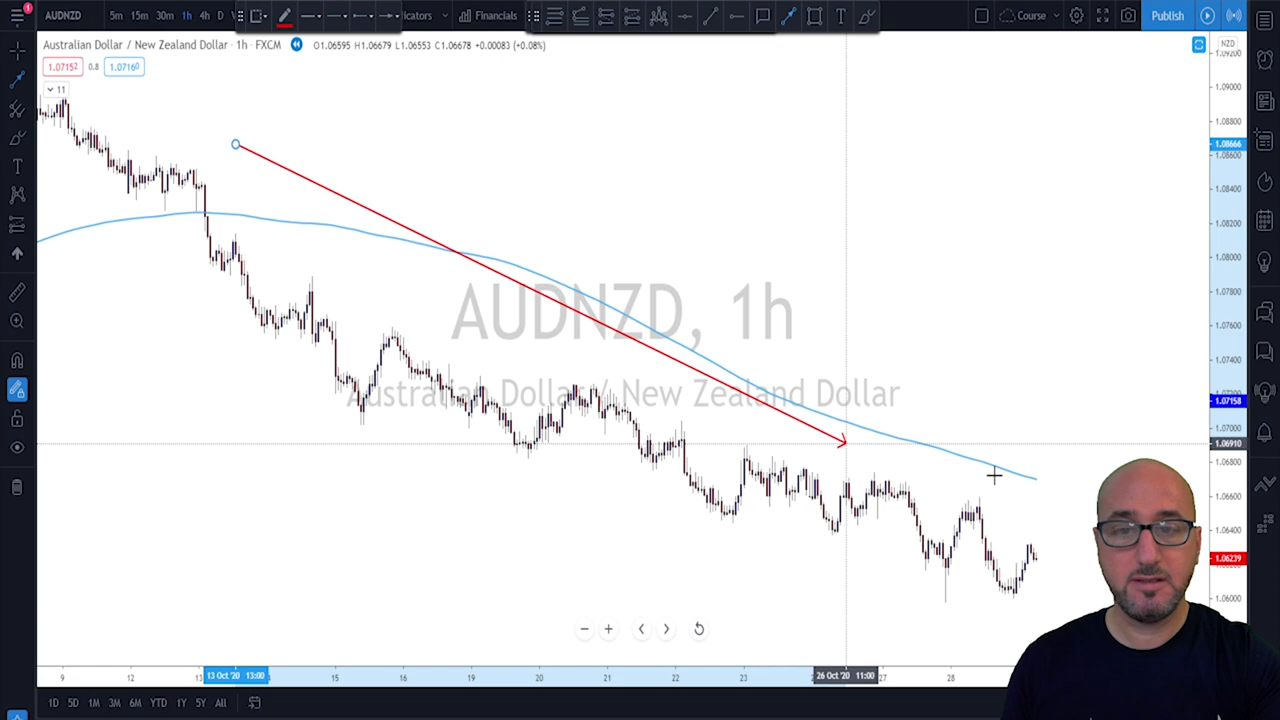 AUDNZD 5m 15m 30m 1h 4h D icators Financials Course Publish
Australian Dollar / New Zealand Dollar · 1h · FXCM O1.06595 H1.06679 L1.06553 C1.06678 +0.00083 (+0.08%)
NZD
1.0715² 0.8 1.0716⁰
11
1.09200
1.09000
1.08800
1.08666
1.08600
1.08400
1.08200
1.08000
1.07800
1.07600
1.07400
1.07158
1.07000
1.06910
1.06800
1.06600
1.06400
1.06239
1.06000
AUDNZD, 1h
Australian Dollar / New Zealand Dollar
9 12 13 13 Oct '20 13:00 15 16 19 20 21 22 23 26 Oct '20 11:00 27 28
1D 5D 1M 3M 6M YTD 1Y 5Y All